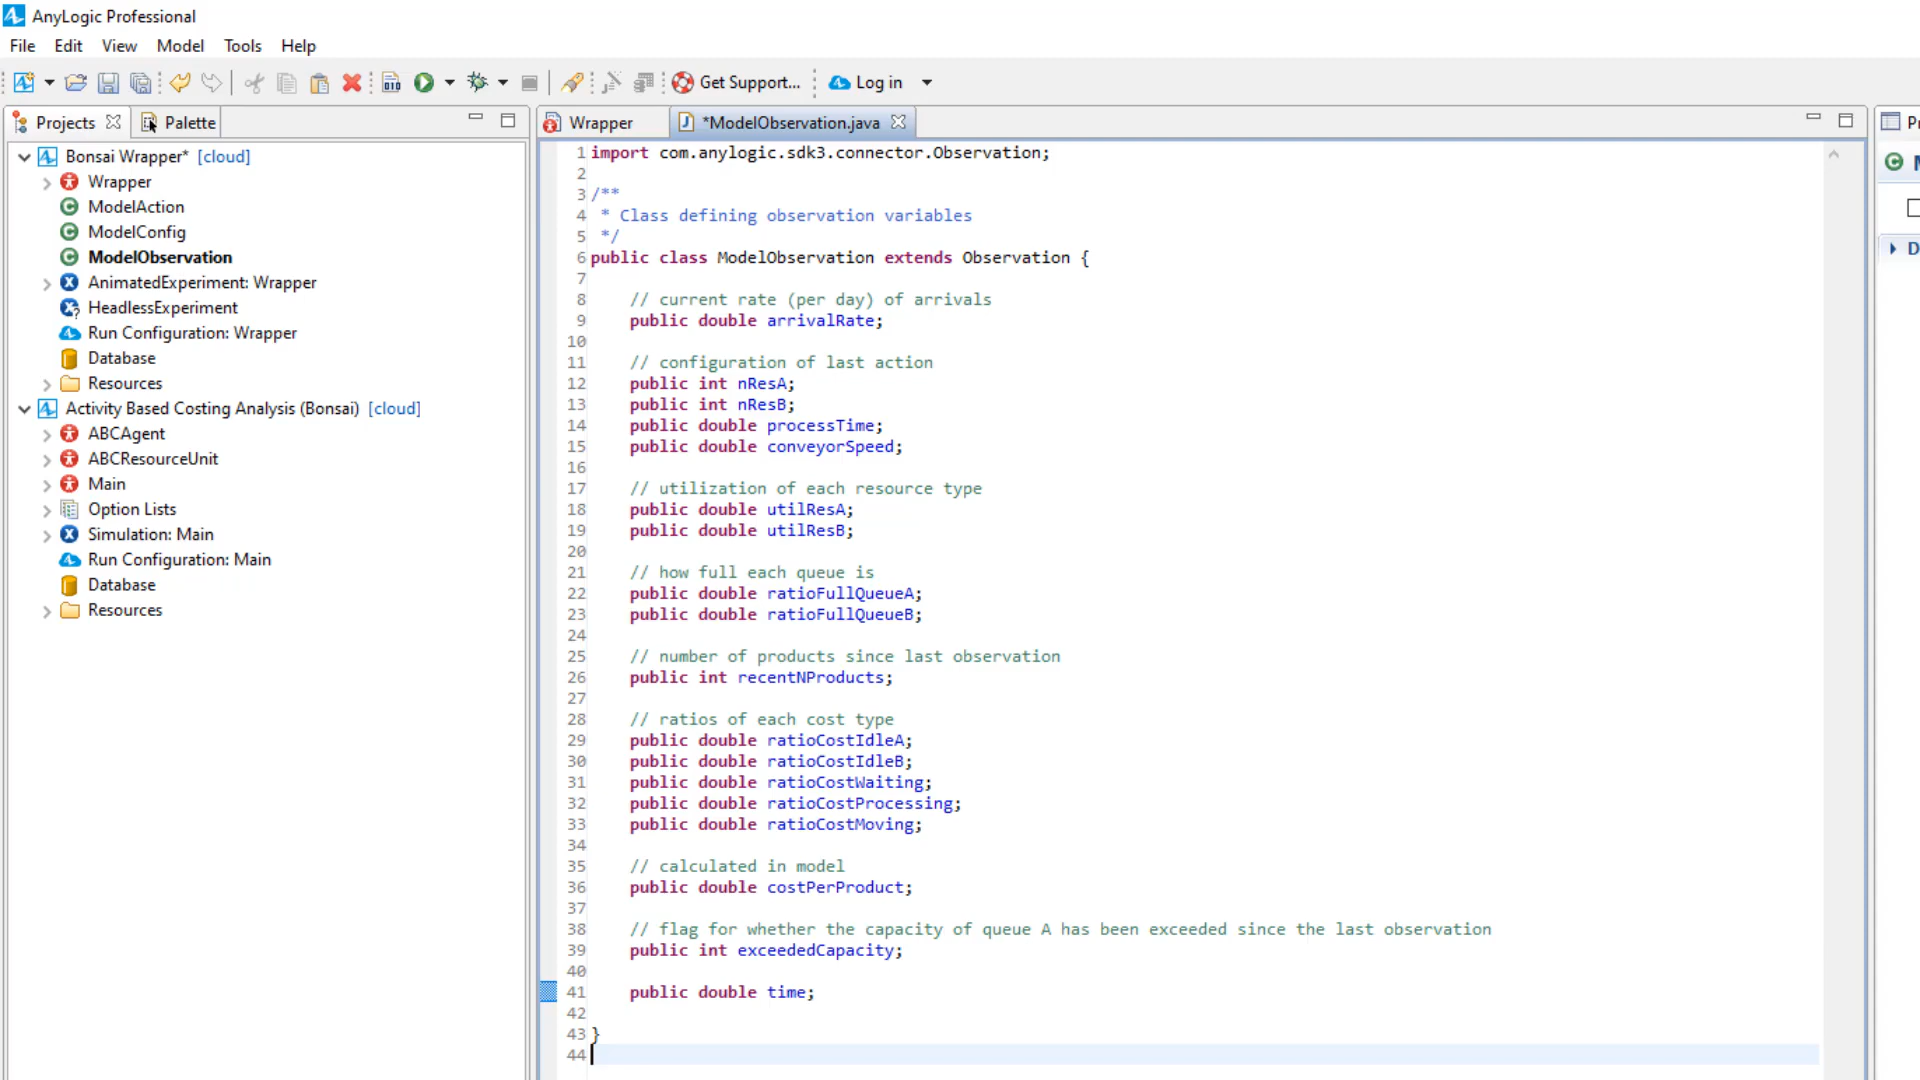 AnyLogic Professional
File Edit View Model Tools Help
Get Support... Log in
Projects Palette
Bonsai Wrapper* [cloud]
Wrapper
ModelAction
ModelConfig
ModelObservation
AnimatedExperiment: Wrapper
HeadlessExperiment
Run Configuration: Wrapper
Database
Resources
Activity Based Costing Analysis (Bonsai) [cloud]
ABCAgent
ABCResourceUnit
Main
Option Lists
Simulation: Main
Run Configuration: Main
Database
Resources
Wrapper *ModelObservation.java
1 import com.anylogic.sdk3.connector.Observation;
2
3 /**
4 * Class defining observation variables
5 */
6 public class ModelObservation extends Observation {
7
8 // current rate (per day) of arrivals
9 public double arrivalRate;
10
11 // configuration of last action
12 public int nResA;
13 public int nResB;
14 public double processTime;
15 public double conveyorSpeed;
16
17 // utilization of each resource type
18 public double utilResA;
19 public double utilResB;
20
21 // how full each queue is
22 public double ratioFullQueueA;
23 public double ratioFullQueueB;
24
25 // number of products since last observation
26 public int recentNProducts;
27
28 // ratios of each cost type
29 public double ratioCostIdleA;
30 public double ratioCostIdleB;
31 public double ratioCostWaiting;
32 public double ratioCostProcessing;
33 public double ratioCostMoving;
34
35 // calculated in model
36 public double costPerProduct;
37
38 // flag for whether the capacity of queue A has been exceeded since the last observation
39 public int exceededCapacity;
40
41 public double time;
42
43 }
44